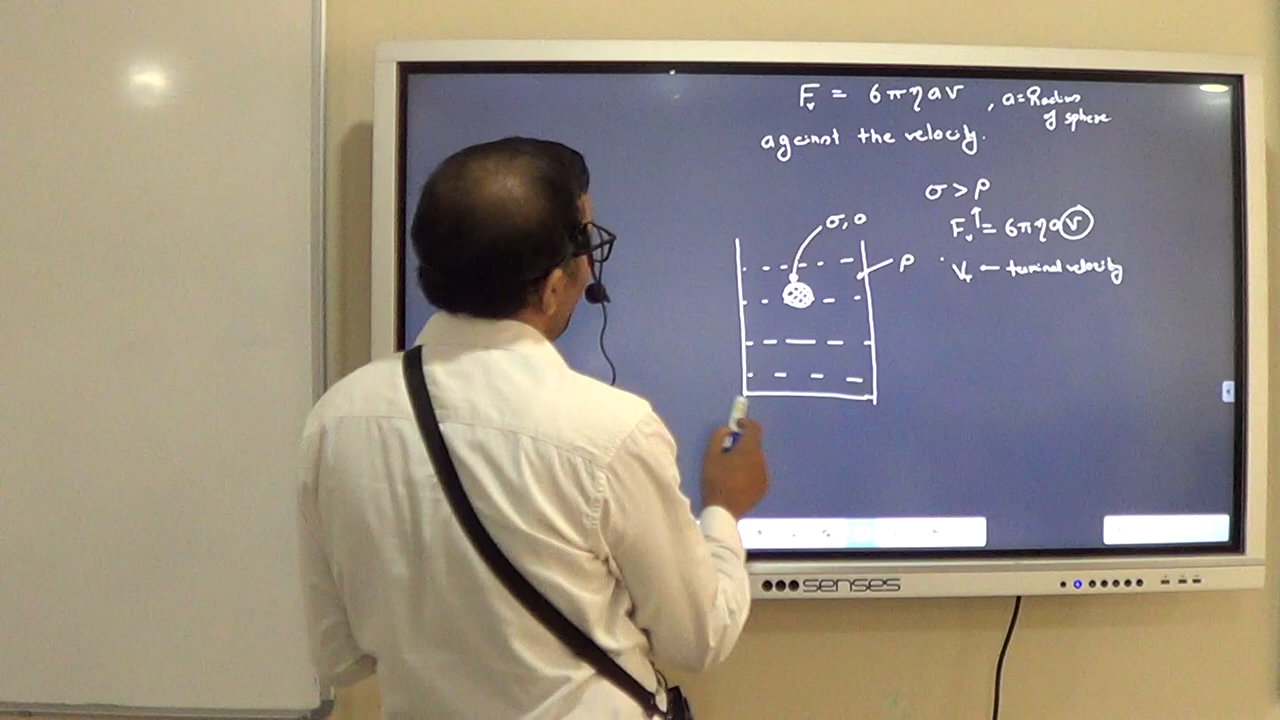 Fᵥ = 6πηav , a = Radius
of sphere
against the velocity.
σ > ρ
σ, a
Fᵥ↑ = 6πηav
ρ
Vₜ ← terminal velocity
senses